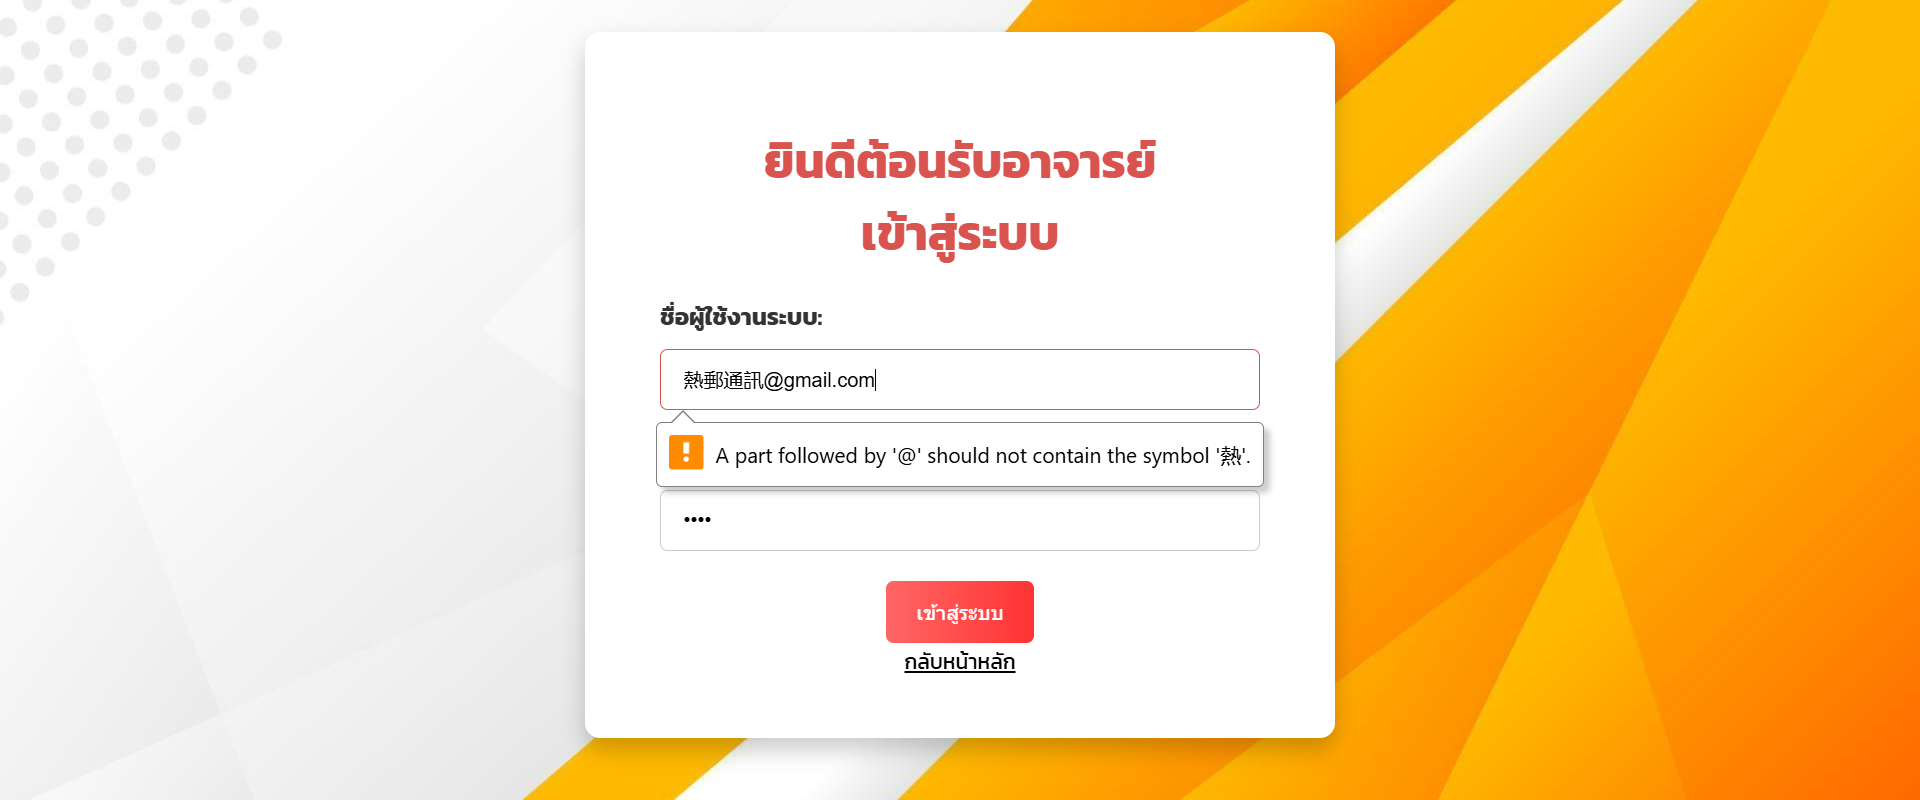 ยินดีต้อนรับอาจารย์
เข้าสู่ระบบ
ชื่อผู้ใช้งานระบบ:
熱郵通訊@gmail.com
A part followed by '@' should not contain the symbol '熱'.
••••
เข้าสู่ระบบ
กลับหน้าหลัก